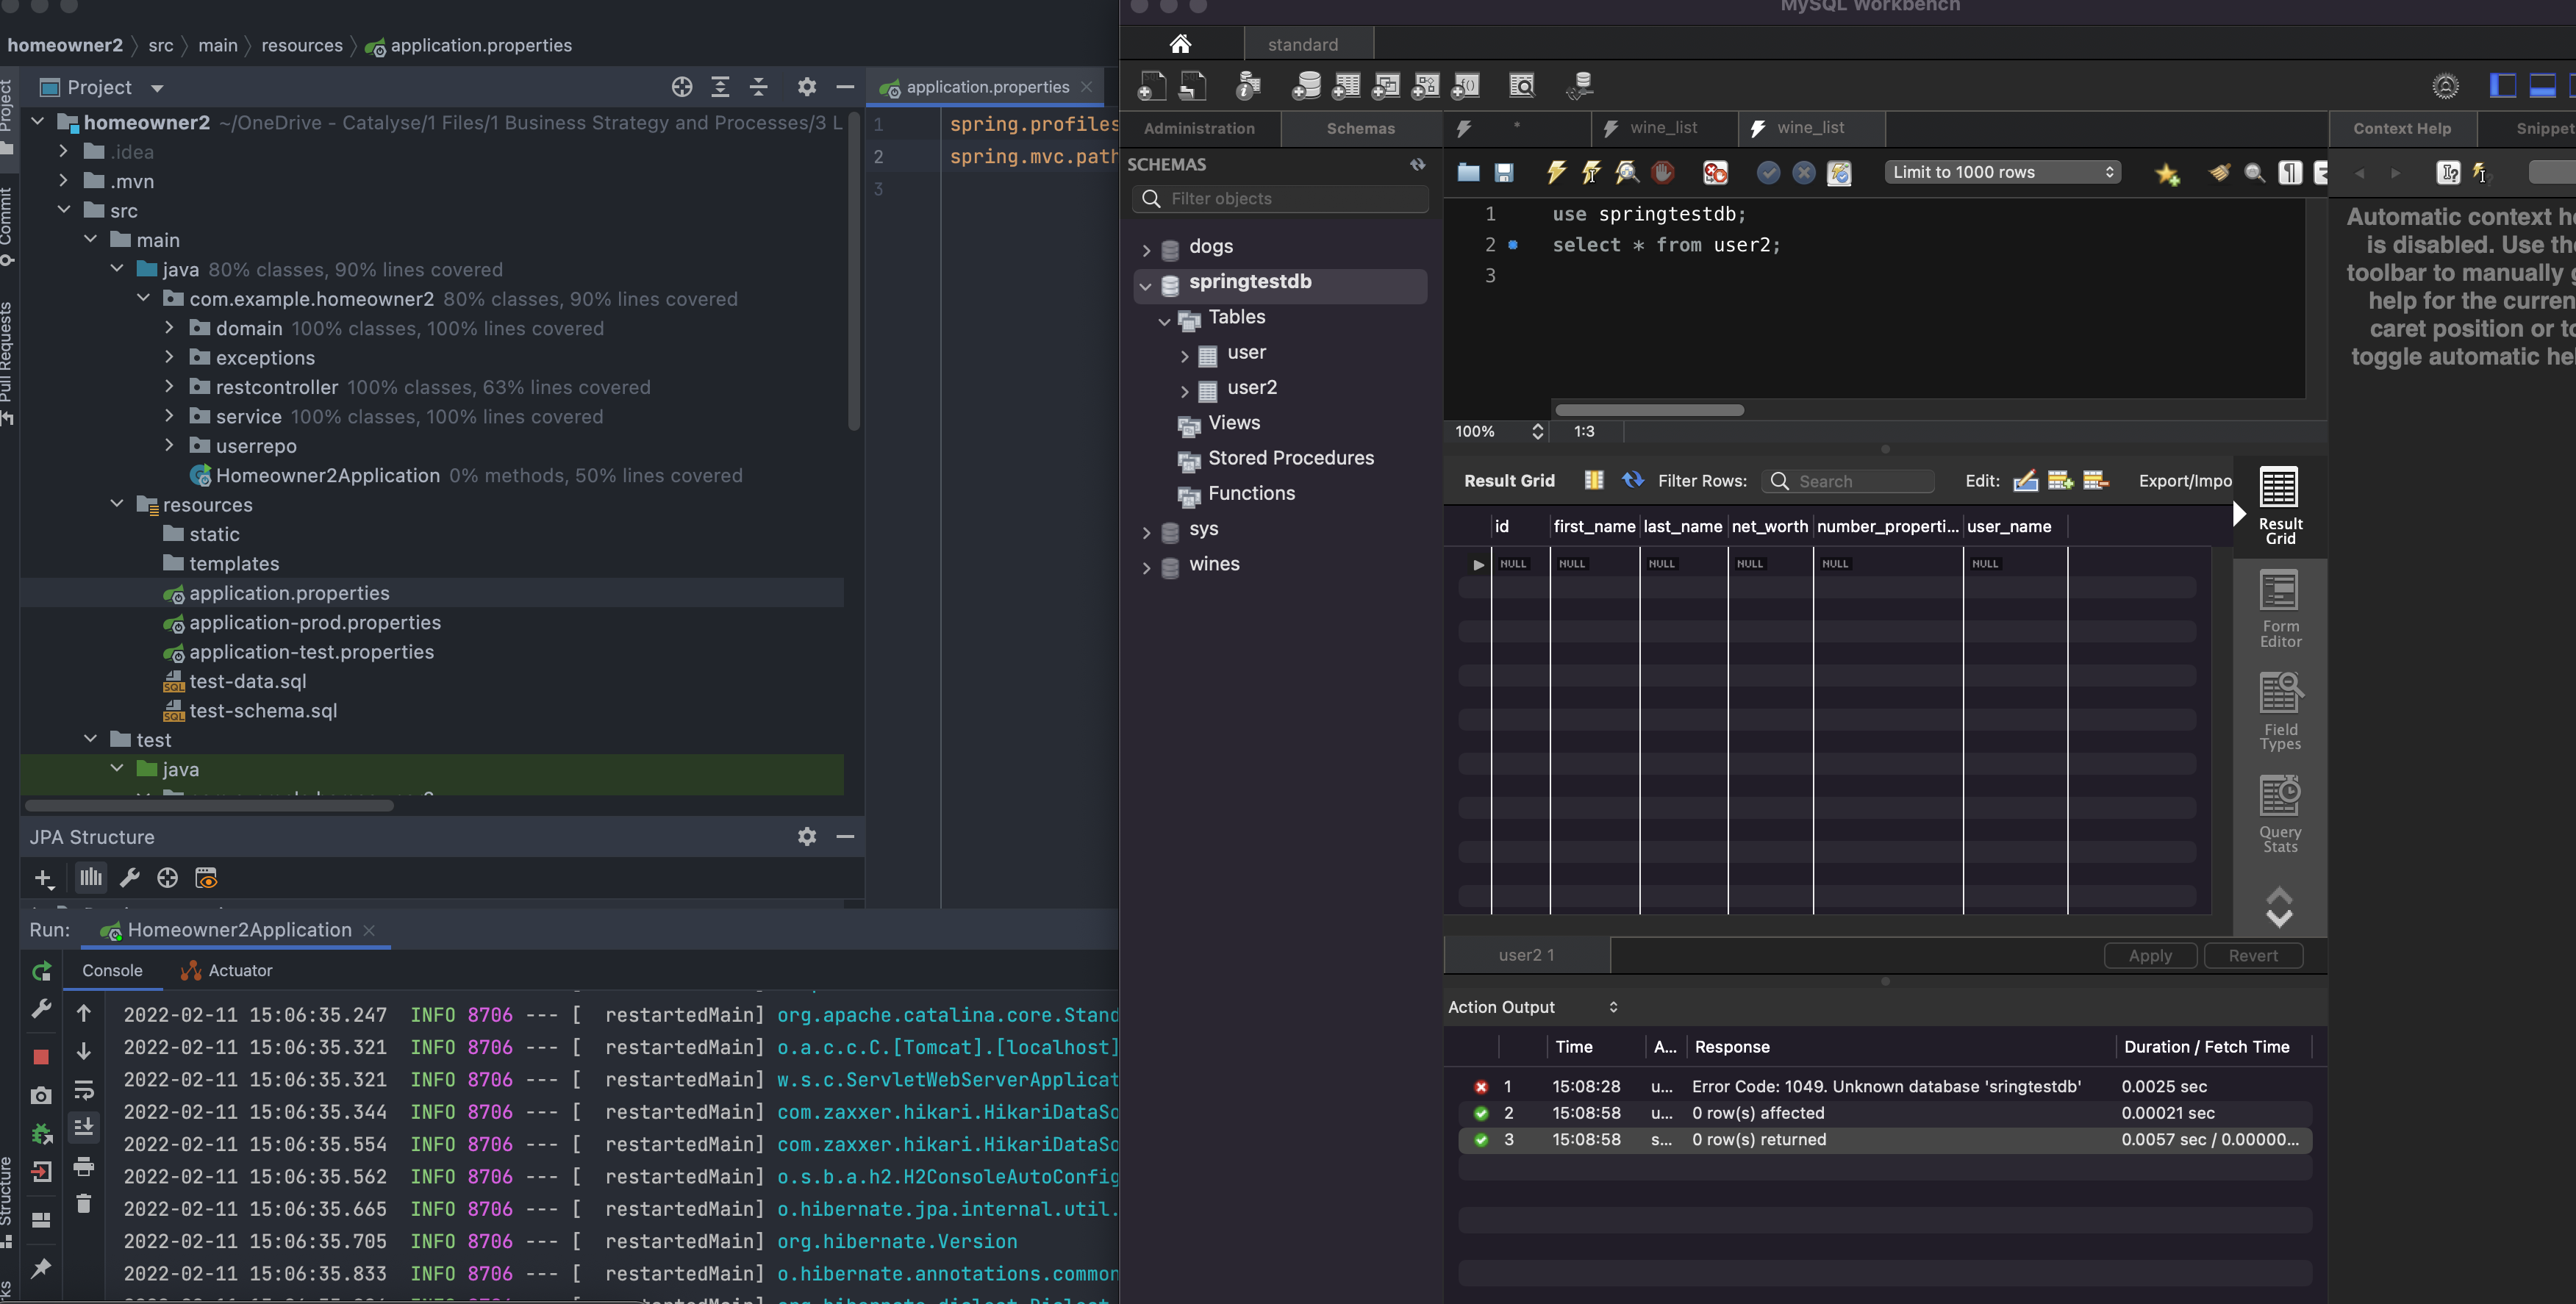 homeowner2 src main resources application.properties
Project
application.properties
homeowner2 ~/OneDrive - Catalyse/1 Files/1 Business Strategy and Processes/3 L
.idea
.mvn
src
main
java 80% classes, 90% lines covered
com.example.homeowner2 80% classes, 90% lines covered
domain 100% classes, 100% lines covered
exceptions
restcontroller 100% classes, 63% lines covered
service 100% classes, 100% lines covered
userrepo
Homeowner2Application 0% methods, 50% lines covered
resources
static
templates
application.properties
application-prod.properties
application-test.properties
test-data.sql
test-schema.sql
test
java
Project
Commit
Pull Requests
Structure
1 spring.profiles
2 spring.mvc.path
3
JPA Structure
Run: Homeowner2Application
Console Actuator
2022-02-11 15:06:35.247 INFO 8706 --- [ restartedMain] org.apache.catalina.core.Stand
2022-02-11 15:06:35.321 INFO 8706 --- [ restartedMain] o.a.c.c.C.[Tomcat].[localhost]
2022-02-11 15:06:35.321 INFO 8706 --- [ restartedMain] w.s.c.ServletWebServerApplicat
2022-02-11 15:06:35.344 INFO 8706 --- [ restartedMain] com.zaxxer.hikari.HikariDataSo
2022-02-11 15:06:35.554 INFO 8706 --- [ restartedMain] com.zaxxer.hikari.HikariDataSo
2022-02-11 15:06:35.562 INFO 8706 --- [ restartedMain] o.s.b.a.h2.H2ConsoleAutoConfig
2022-02-11 15:06:35.665 INFO 8706 --- [ restartedMain] o.hibernate.jpa.internal.util.
2022-02-11 15:06:35.705 INFO 8706 --- [ restartedMain] org.hibernate.Version
2022-02-11 15:06:35.833 INFO 8706 --- [ restartedMain] o.hibernate.annotations.common
MySQL Workbench
standard
Administration Schemas
* wine_list wine_list
Context Help Snippet
SCHEMAS
Filter objects
Limit to 1000 rows
dogs
springtestdb
Tables
user
user2
Views
Stored Procedures
Functions
sys
wines
1 use springtestdb;
2 select * from user2;
3
Automatic context he
is disabled. Use the
toolbar to manually g
help for the curren
caret position or to
toggle automatic hel
100% 1:3
Result Grid Filter Rows: Search Edit: Export/Impo
id first_name last_name net_worth number_properti... user_name
NULL NULL NULL NULL NULL NULL
Result
Grid
Form
Editor
Field
Types
Query
Stats
user2 1 Apply Revert
Action Output
Time A... Response Duration / Fetch Time
1 15:08:28 u... Error Code: 1049. Unknown database 'sringtestdb' 0.0025 sec
2 15:08:58 u... 0 row(s) affected 0.00021 sec
3 15:08:58 s... 0 row(s) returned 0.0057 sec / 0.00000...